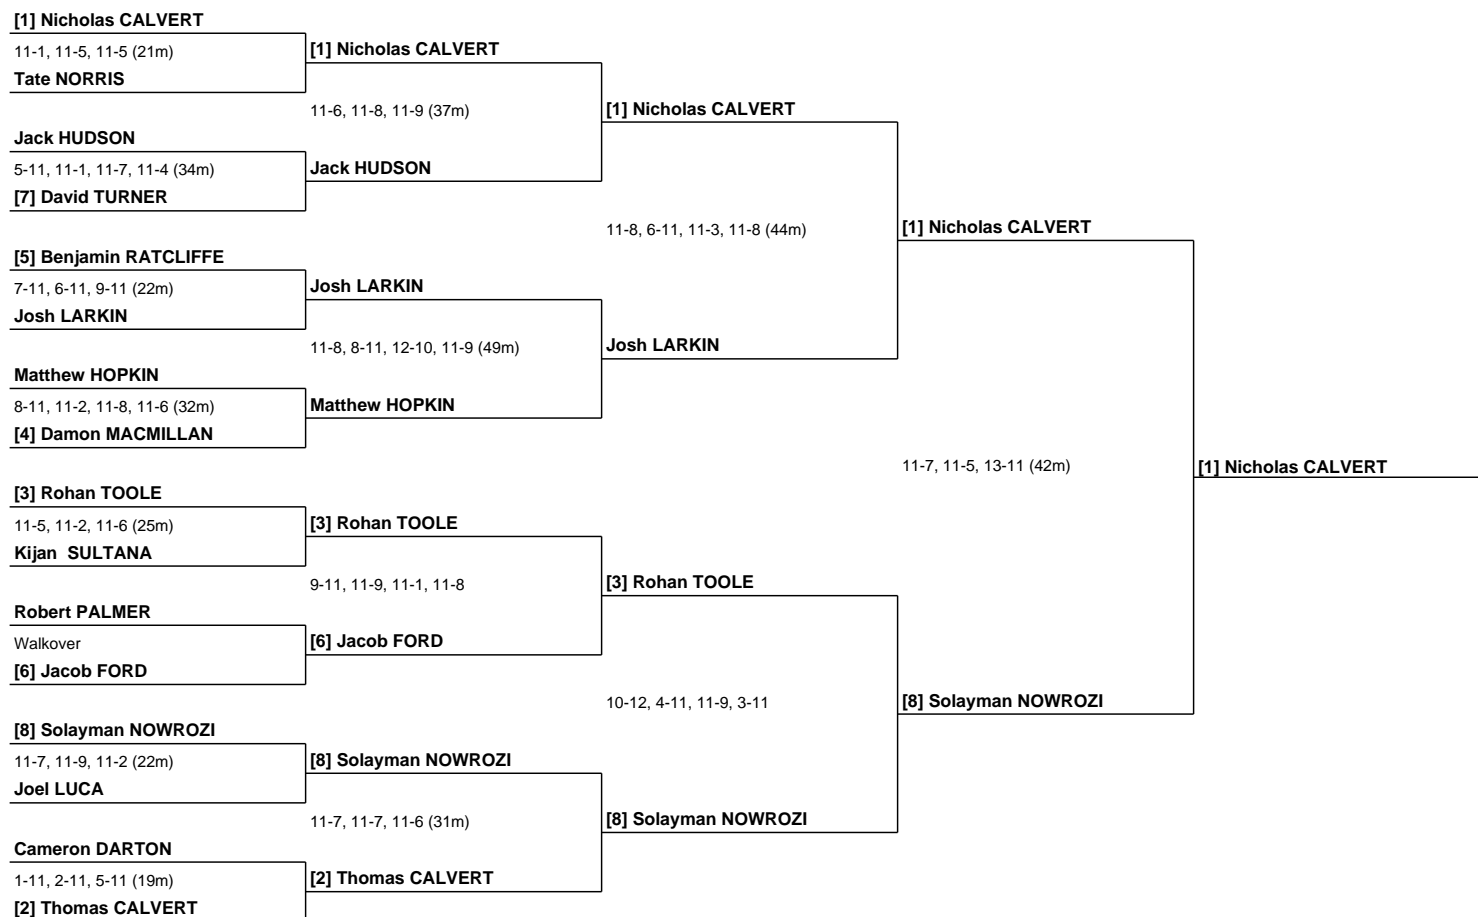 [1] Nicholas CALVERT
11-1, 11-5, 11-5 (21m)
Tate NORRIS
Jack HUDSON
5-11, 11-1, 11-7, 11-4 (34m)
[7] David TURNER
[5] Benjamin RATCLIFFE
7-11, 6-11, 9-11 (22m)
Josh LARKIN
Matthew HOPKIN
8-11, 11-2, 11-8, 11-6 (32m)
[4] Damon MACMILLAN
[3] Rohan TOOLE
11-5, 11-2, 11-6 (25m)
Kijan  SULTANA
Robert PALMER
Walkover
[6] Jacob FORD
[8] Solayman NOWROZI
11-7, 11-9, 11-2 (22m)
Joel LUCA
Cameron DARTON
1-11, 2-11, 5-11 (19m)
[2] Thomas CALVERT
[1] Nicholas CALVERT
11-6, 11-8, 11-9 (37m)
Jack HUDSON
Josh LARKIN
11-8, 8-11, 12-10, 11-9 (49m)
Matthew HOPKIN
[3] Rohan TOOLE
9-11, 11-9, 11-1, 11-8
[6] Jacob FORD
[8] Solayman NOWROZI
11-7, 11-7, 11-6 (31m)
[2] Thomas CALVERT
[1] Nicholas CALVERT
11-8, 6-11, 11-3, 11-8 (44m)
Josh LARKIN
[3] Rohan TOOLE
10-12, 4-11, 11-9, 3-11
[8] Solayman NOWROZI
[1] Nicholas CALVERT
11-7, 11-5, 13-11 (42m)
[8] Solayman NOWROZI
[1] Nicholas CALVERT